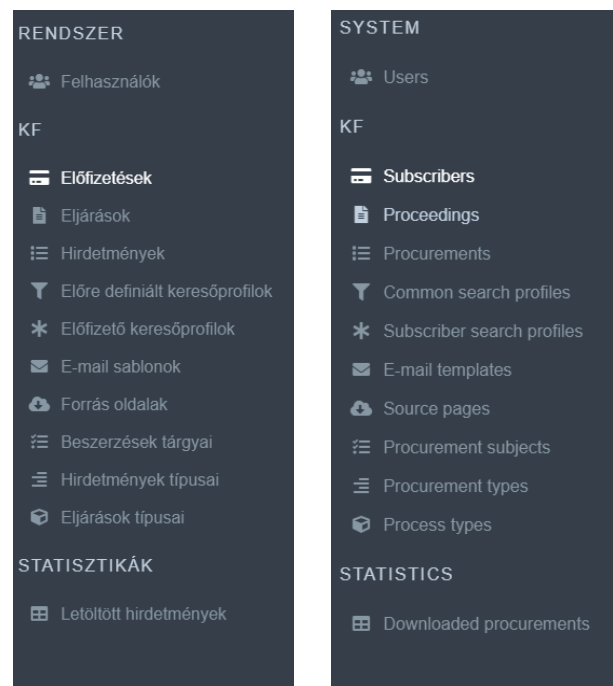 RENDSZER
Felhasználók
KF
Előfizetések
Eljárások
Hirdetmények
Előre definiált keresőprofilok
Előfizető keresőprofilok
E-mail sablonok
Forrás oldalak
Beszerzések tárgyai
Hirdetmények típusai
Eljárások típusai
STATISZTIKÁK
Letöltött hirdetmények
SYSTEM
Users
KF
Subscribers
Proceedings
Procurements
Common search profiles
Subscriber search profiles
E-mail templates
Source pages
Procurement subjects
Procurement types
Process types
STATISTICS
Downloaded procurements